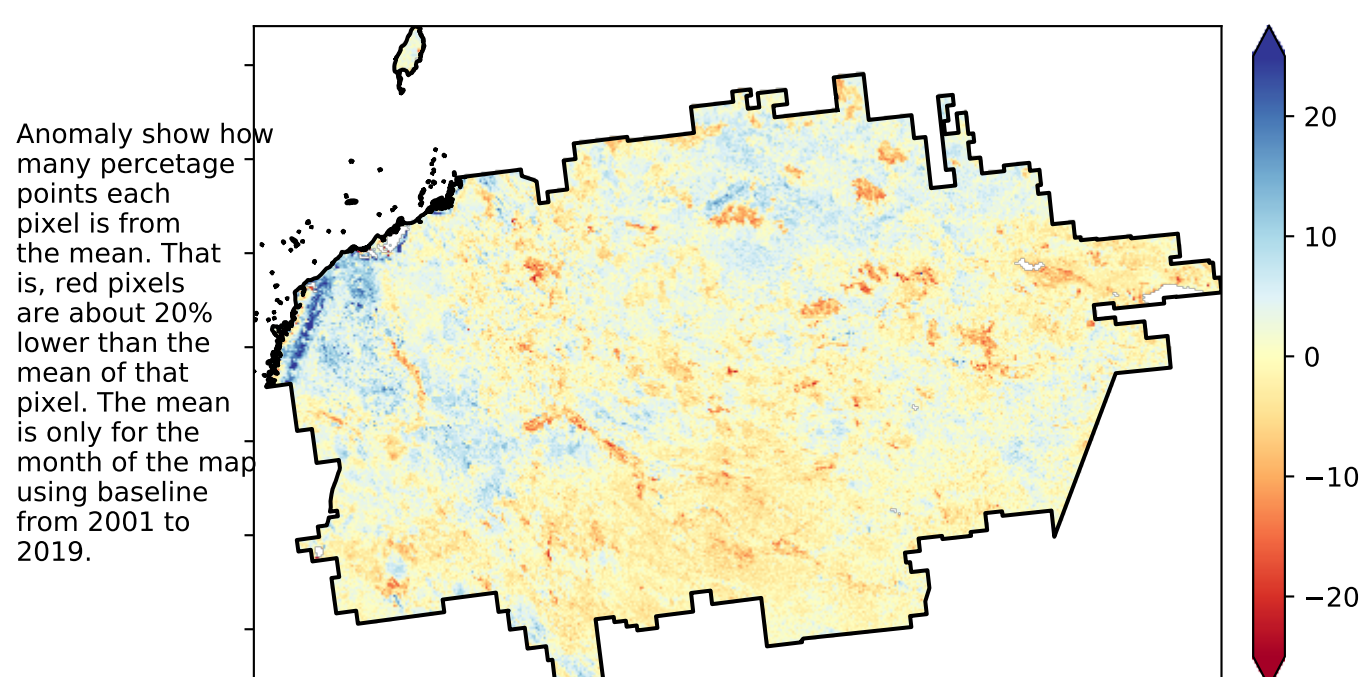 Anomaly show how
many percetage
points each
pixel is from
the mean. That
is, red pixels
are about 20%
lower than the
mean of that
pixel. The mean
is only for the
month of the map
using baseline
from 2001 to
2019.
20
10
0
−10
−20